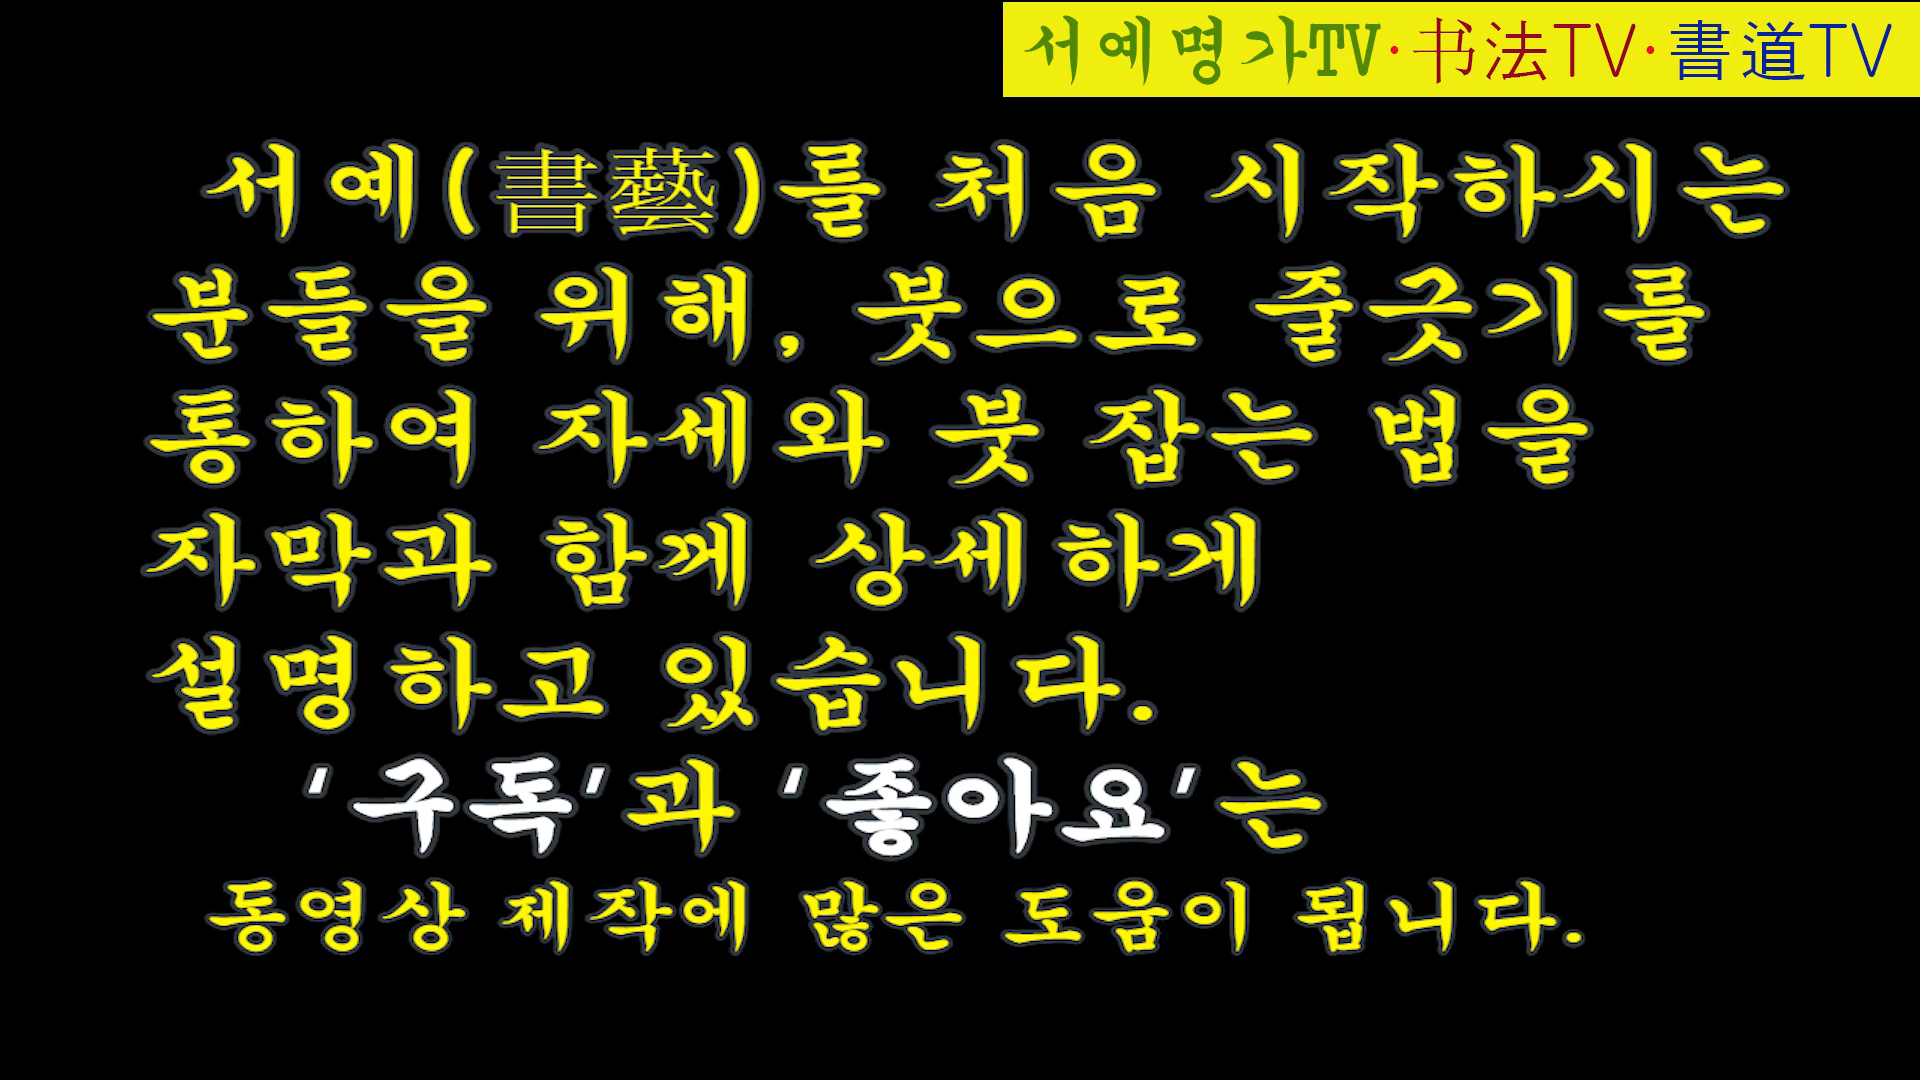 서예명가TV·书法TV·書道TV
서예(書藝)를 처음 시작하시는
분들을 위해, 붓으로 줄긋기를
통하여 자세와 붓 잡는 법을
자막과 함께 상세하게
설명하고 있습니다.
'구독'과 '좋아요'는
동영상 제작에 많은 도움이 됩니다.